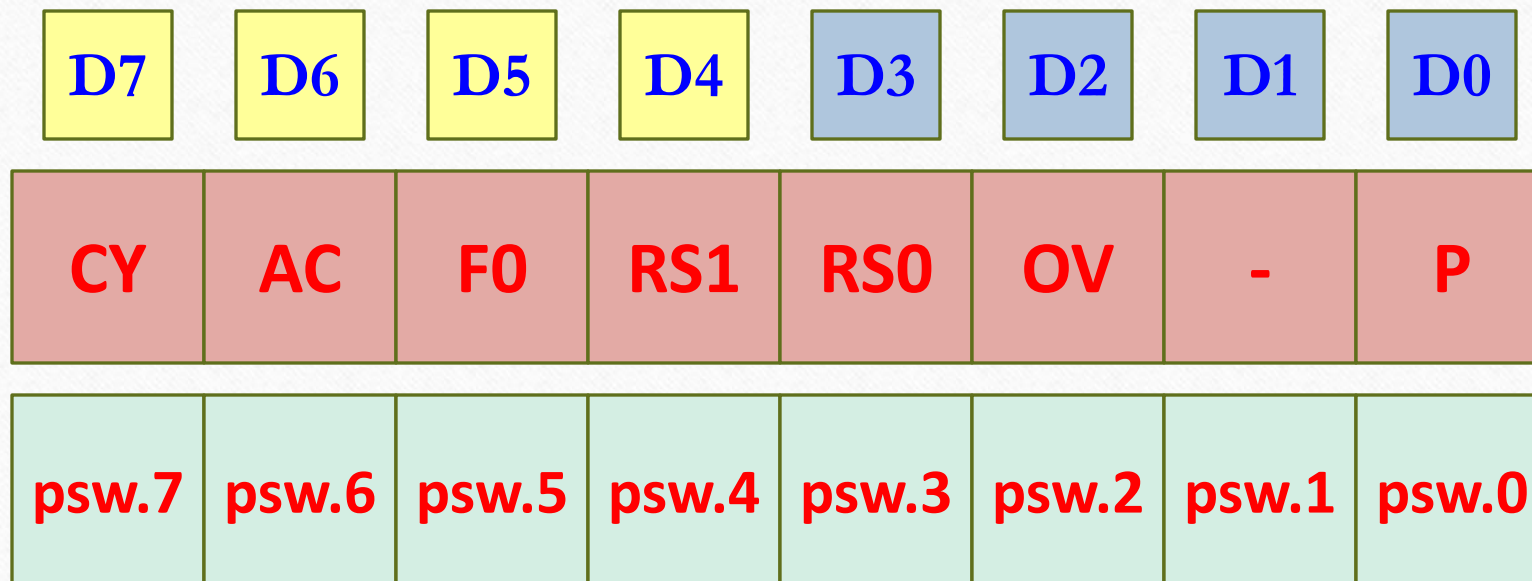 D7 D6 D5 D4 D3 D2 D1 D0
CY AC F0 RS1 RS0 OV - P
psw.7 psw.6 psw.5 psw.4 psw.3 psw.2 psw.1 psw.0